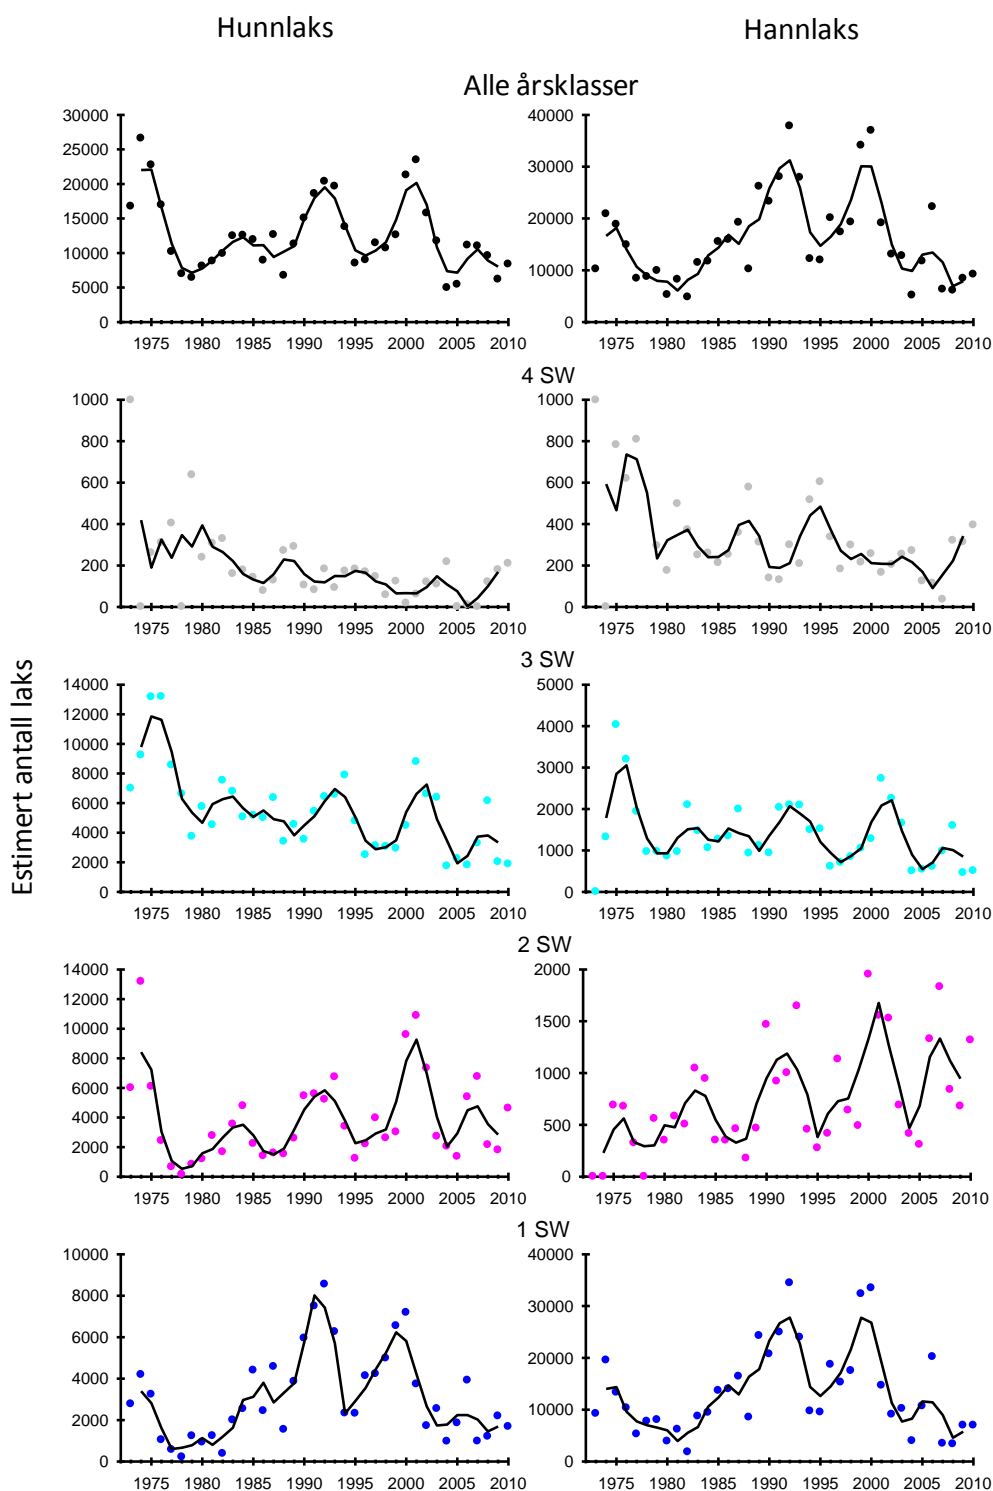 Hunnlaks Hannlaks
Alle årsklasser
30000 40000
25000
20000 30000
15000 20000
10000
5000 10000
0 0
1975 1980 1985 1990 1995 2000 2005 2010 1975 1980 1985 1990 1995 2000 2005 2010
4 SW
1000 1000
800 800
600 600
400 400
200 200
0 0
1975 1980 1985 1990 1995 2000 2005 2010 1975 1980 1985 1990 1995 2000 2005 2010
3 SW
Estimert antall laks
14000 5000
12000
10000 4000
8000 3000
6000 2000
4000
2000 1000
0 0
1975 1980 1985 1990 1995 2000 2005 2010 1975 1980 1985 1990 1995 2000 2005 2010
2 SW
14000 2000
12000
10000 1500
8000
6000 1000
4000 500
2000
0 0
1975 1980 1985 1990 1995 2000 2005 2010 1975 1980 1985 1990 1995 2000 2005 2010
1 SW
10000 40000
8000 30000
6000
4000 20000
2000 10000
0 0
1975 1980 1985 1990 1995 2000 2005 2010 1975 1980 1985 1990 1995 2000 2005 2010